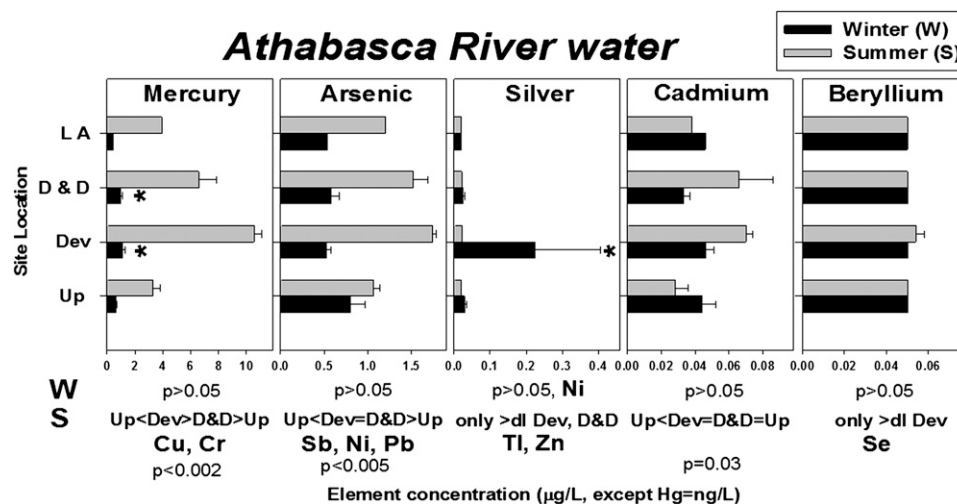 Athabasca River water
Winter (W)
Summer (S)
Mercury Arsenic Silver Cadmium Beryllium
Site Location
L A
D & D
*
Dev
* *
Up
0 2 4 6 8 10 0.0 0.5 1.0 1.5 0.0 0.1 0.2 0.3 0.4 0.00 0.02 0.04 0.06 0.08 0.00 0.02 0.04 0.06
W p>0.05 p>0.05 p>0.05, Ni p>0.05 p>0.05
S Up<Dev>D&D>Up Up<Dev=D&D>Up only >dl Dev, D&D Up<Dev=D&D=Up only >dl Dev
Cu, Cr Sb, Ni, Pb Tl, Zn Se
p<0.002 p<0.005 p=0.03
Element concentration (µg/L, except Hg=ng/L)